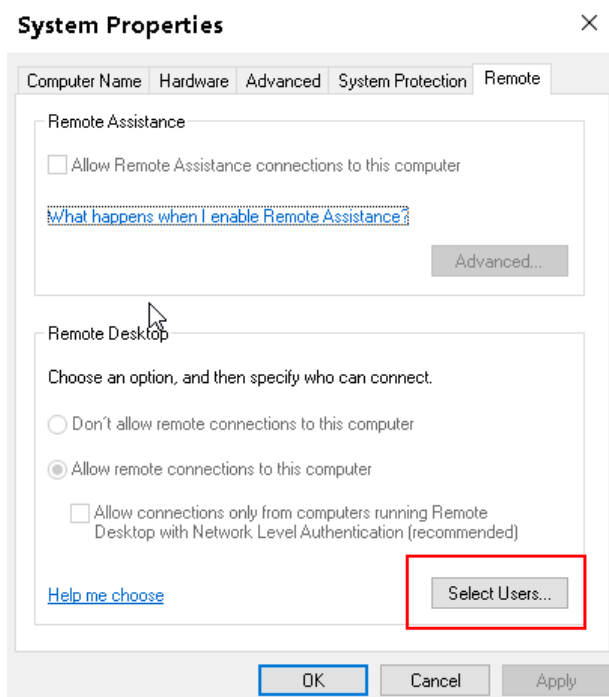 System Properties
Computer Name Hardware Advanced System Protection Remote
Remote Assistance
Allow Remote Assistance connections to this computer
What happens when I enable Remote Assistance?
Advanced...
Remote Desktop
Choose an option, and then specify who can connect.
Don´t allow remote connections to this computer
Allow remote connections to this computer
Allow connections only from computers running Remote
Desktop with Network Level Authentication (recommended)
Help me choose
Select Users...
OK Cancel Apply